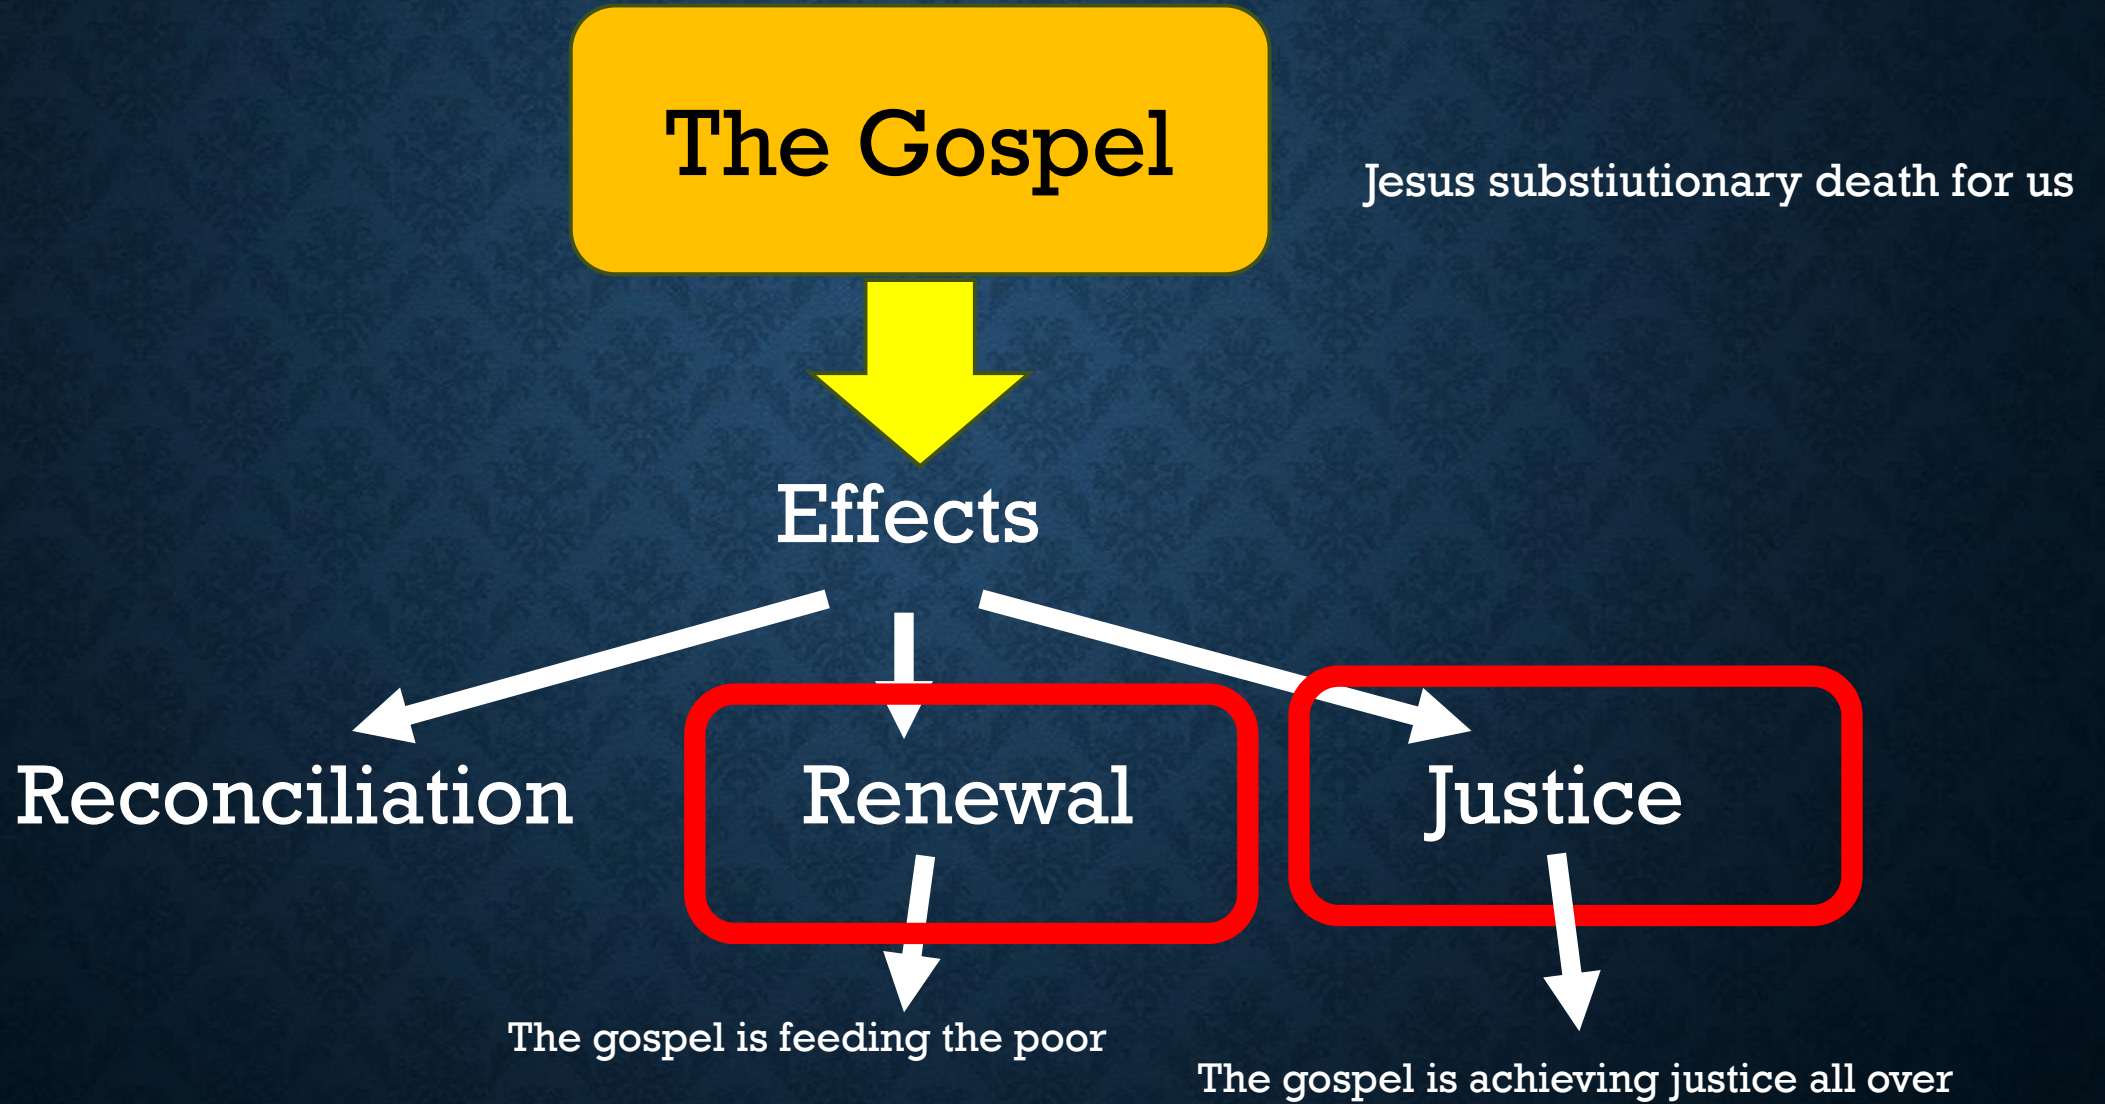 The Gospel
Jesus substiutionary death for us
Effects
Reconciliation
Renewal
Justice
The gospel is feeding the poor
The gospel is achieving justice all over